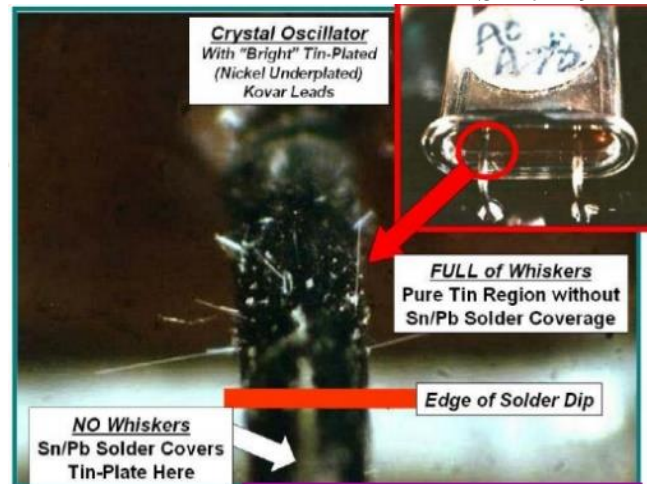 Crystal Oscillator
With "Bright" Tin-Plated
(Nickel Underplated)
Kovar Leads
FULL of Whiskers
Pure Tin Region without
Sn/Pb Solder Coverage
Edge of Solder Dip
NO Whiskers
Sn/Pb Solder Covers
Tin-Plate Here